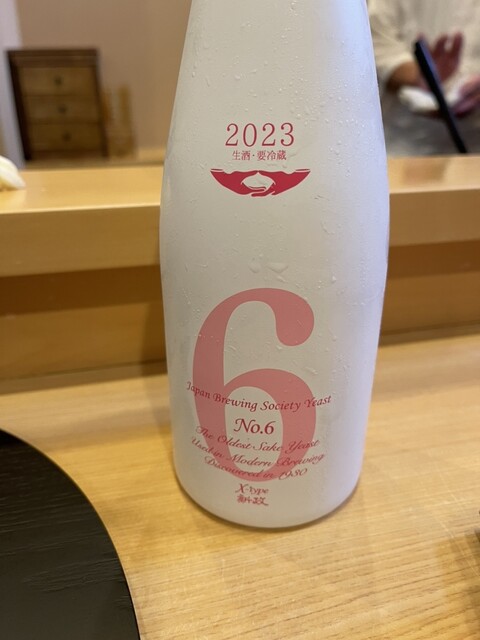 2023
生酒・要冷蔵
6
Japan Brewing Society Yeast
No.6
The Oldest Sake Yeast
Used in Modern Brewing
Discovered in 1930
X-type
新政